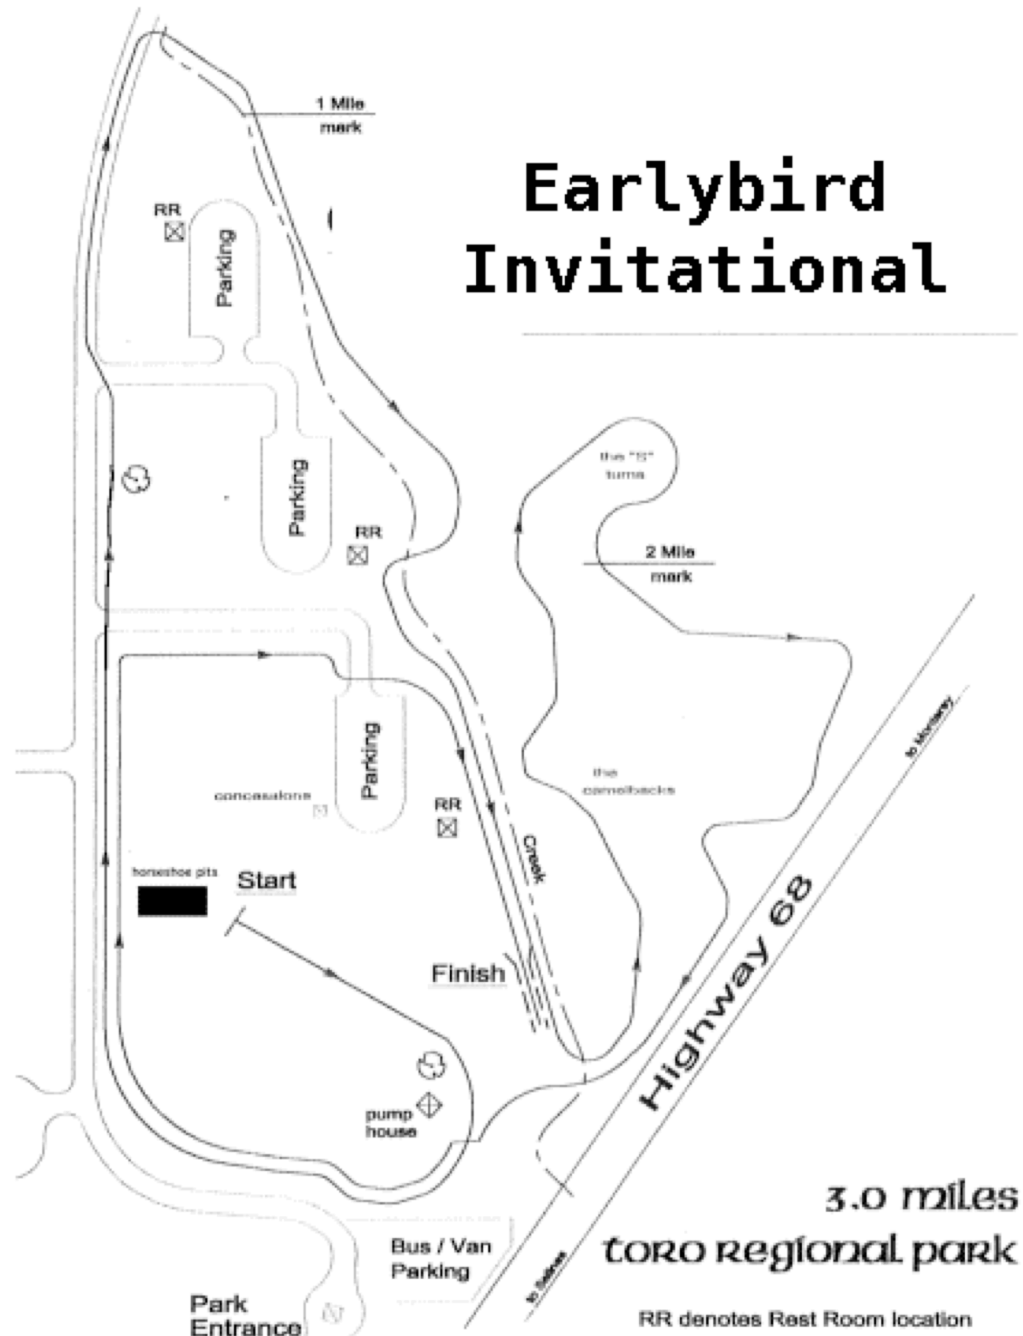 1 Mile
mark
Earlybird
Invitational
RR
Parking
Parking
RR
the "S"
turns
2 Mile
mark
to Monterey
Parking
concessions
the
camelbacks
RR
Creek
horseshoe pits
Start
Highway 68
Finish
pump
house
3.0 miles
toro regional park
Bus / Van
Parking
to Salinas
Park
Entrance
RR denotes Rest Room location